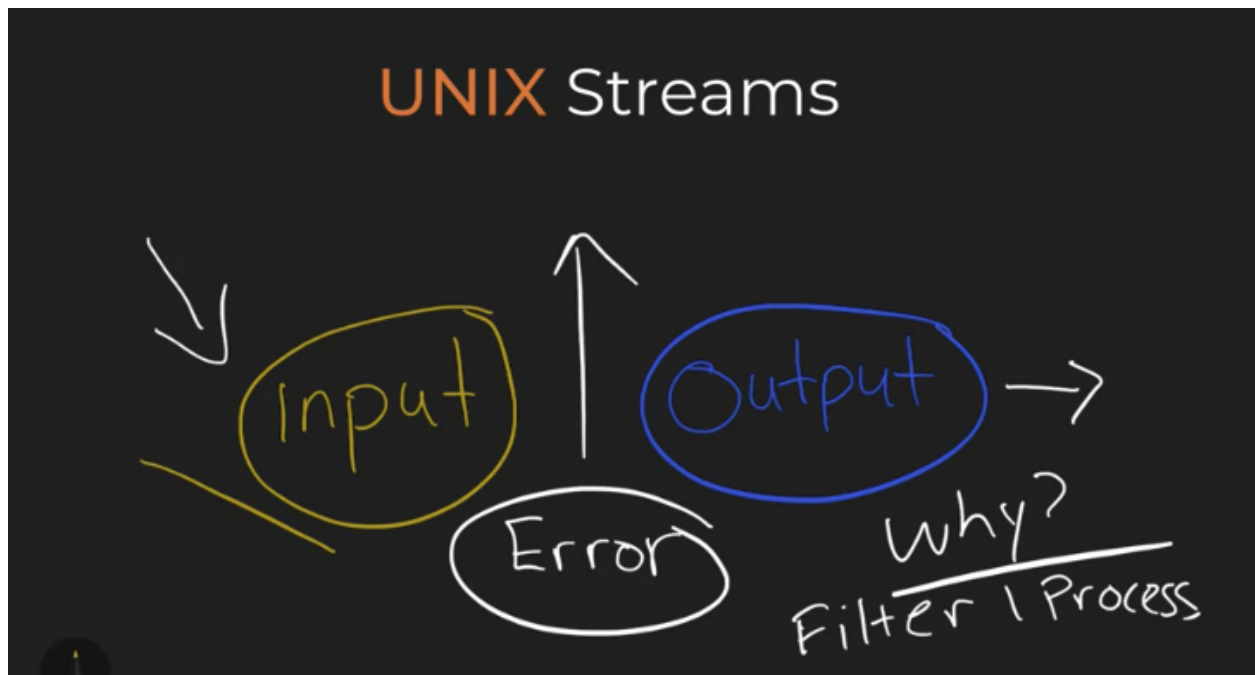 UNIX Streams
Input
Output
Error
Why?
Filter | Process